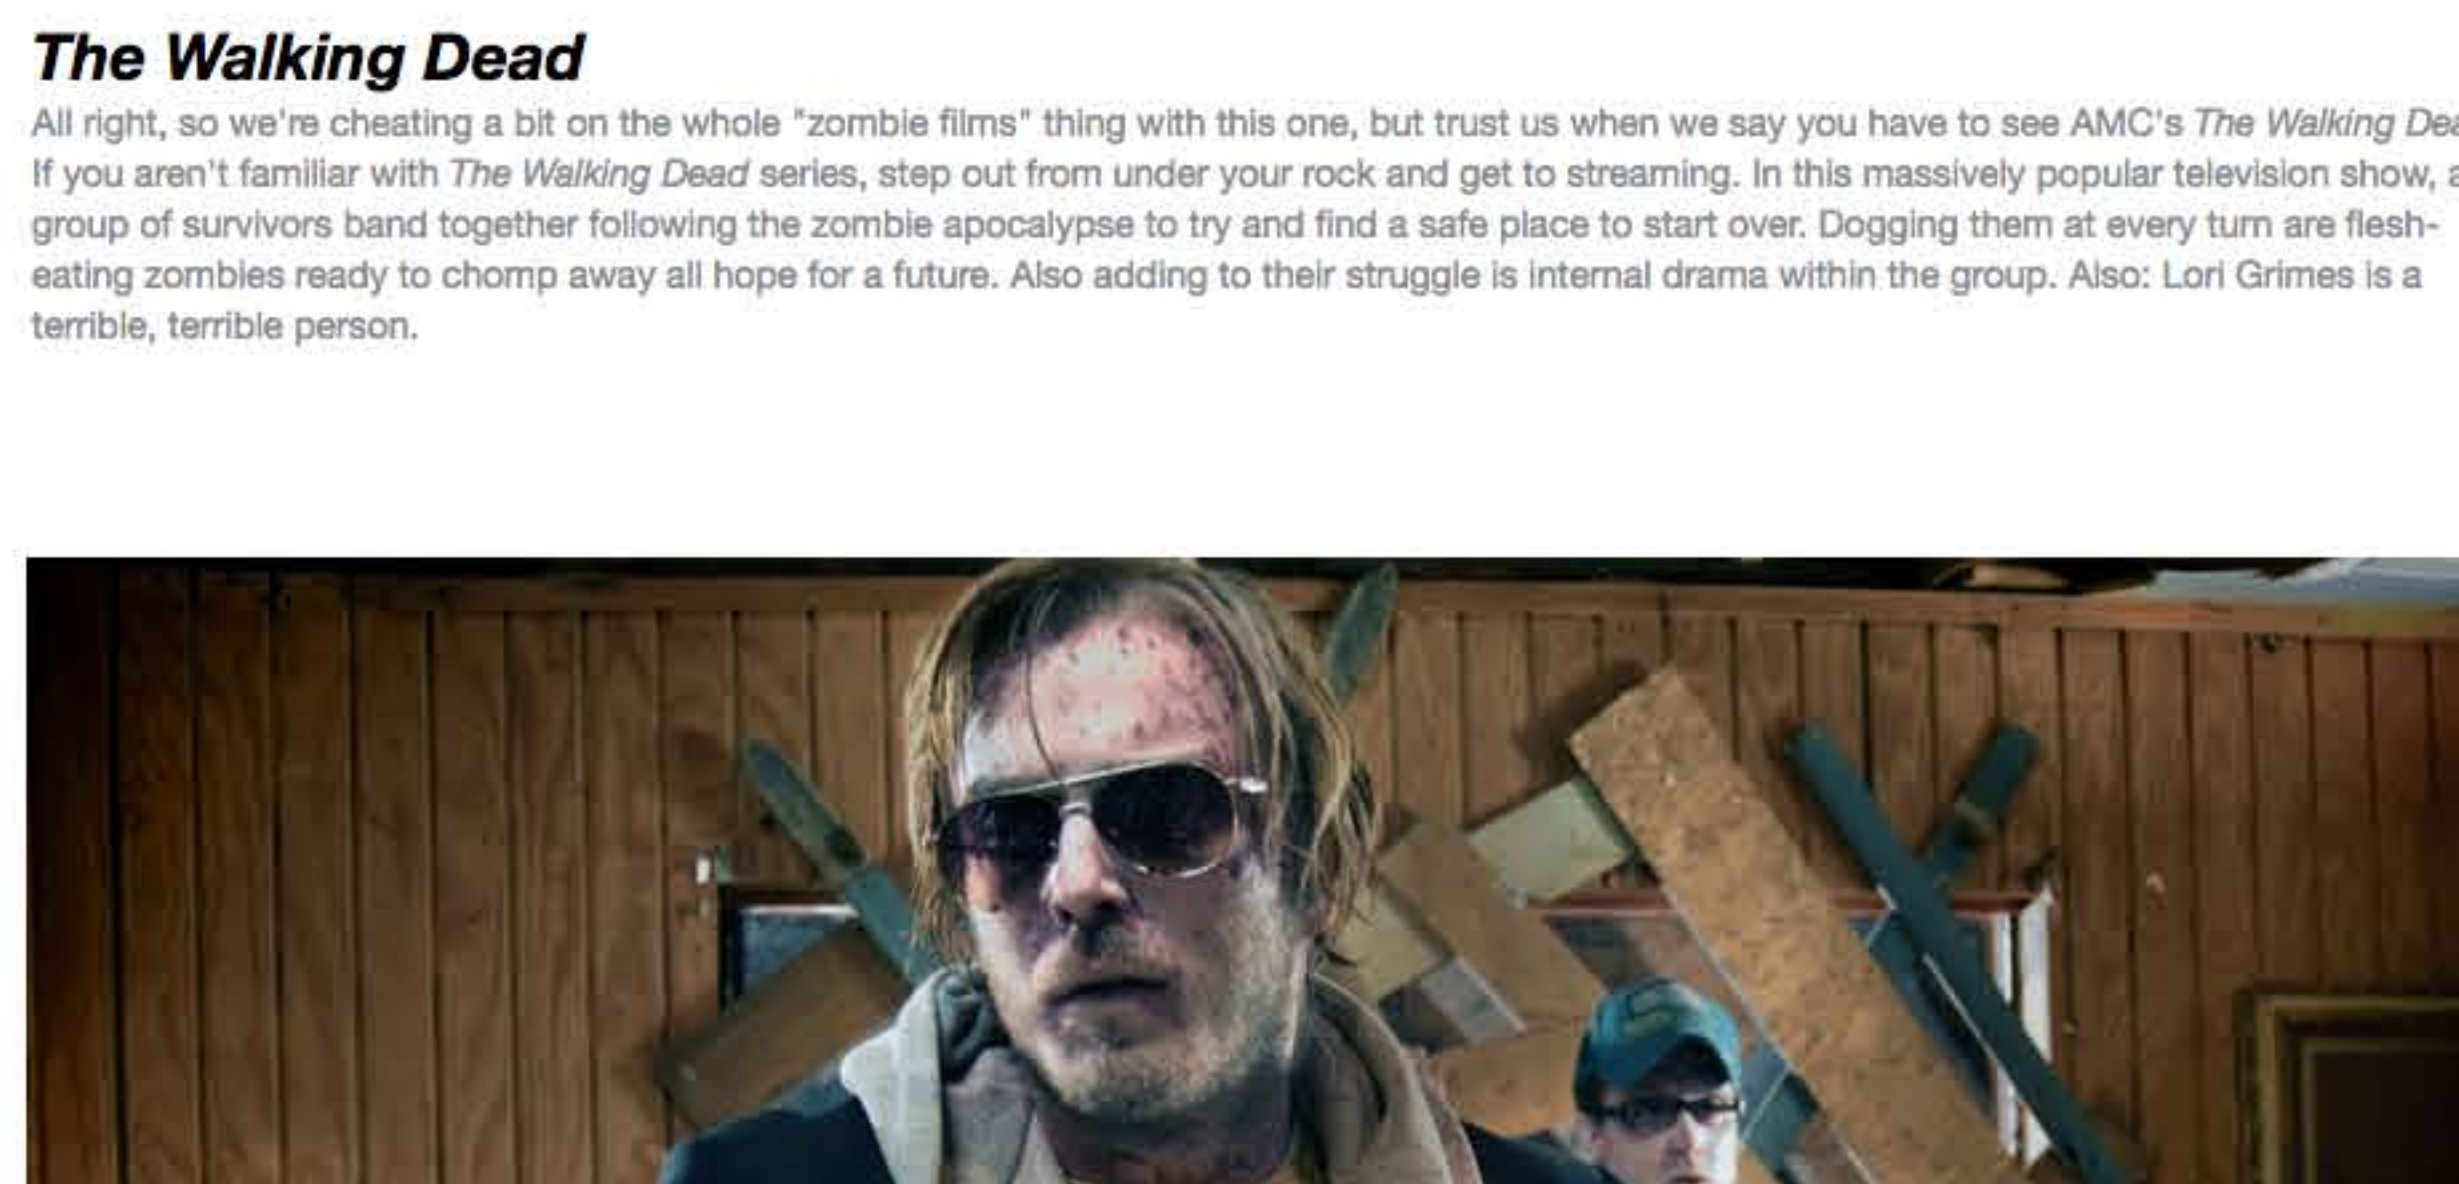 The Walking Dead
All right, so we're cheating a bit on the whole "zombie films" thing with this one, but trust us when we say you have to see AMC's The Walking Dea
If you aren't familiar with The Walking Dead series, step out from under your rock and get to streaming. In this massively popular television show, a
group of survivors band together following the zombie apocalypse to try and find a safe place to start over. Dogging them at every turn are flesh-
eating zombies ready to chomp away all hope for a future. Also adding to their struggle is internal drama within the group. Also: Lori Grimes is a
terrible, terrible person.